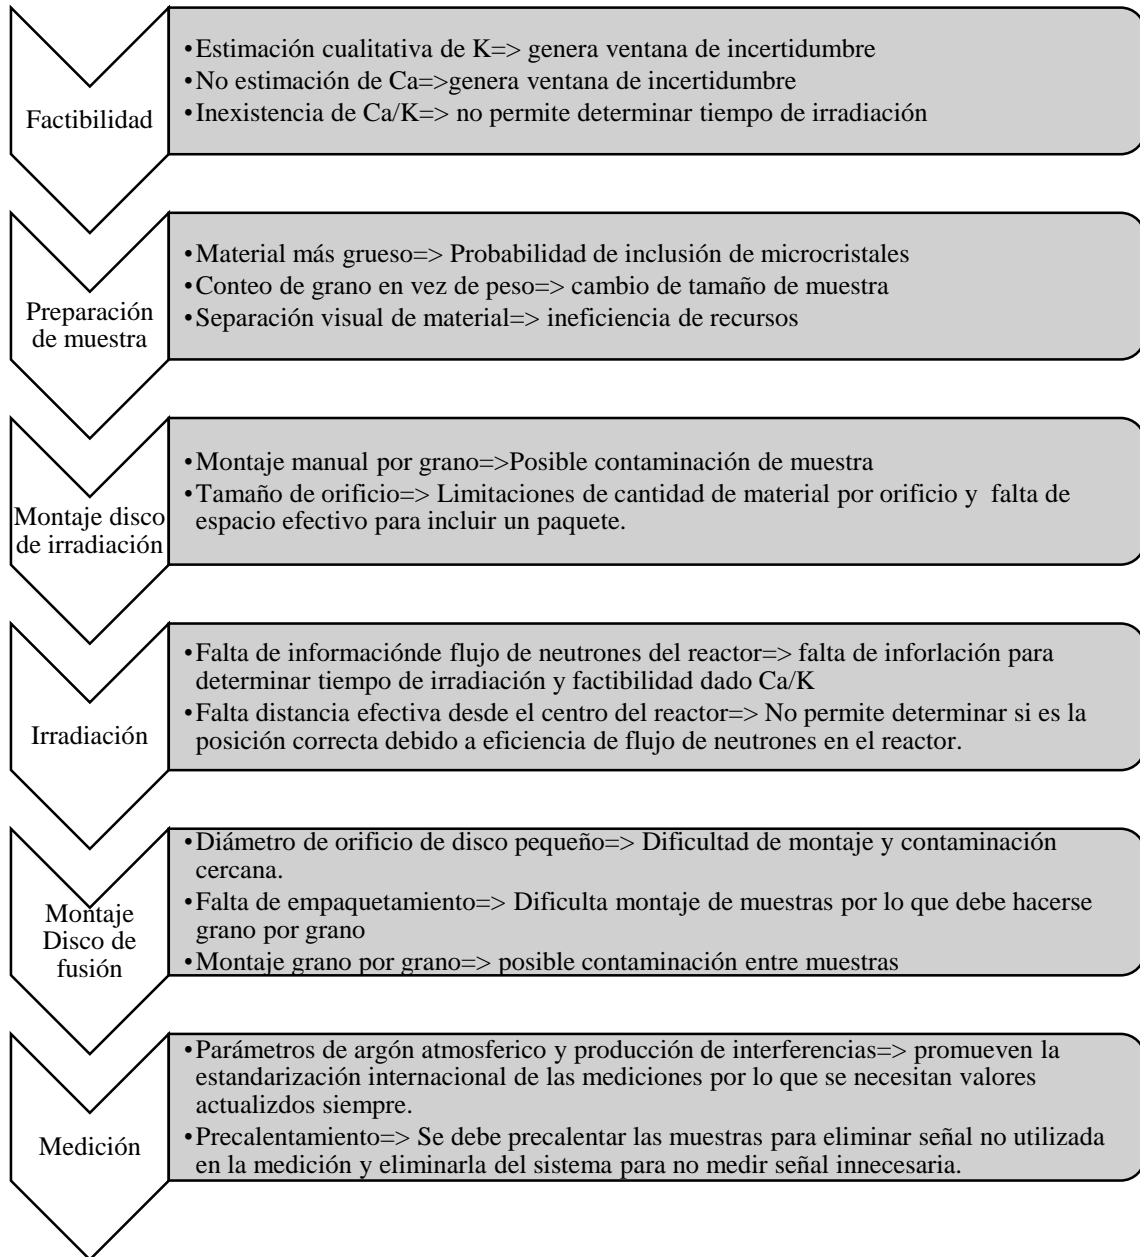 Factibilidad
•Estimación cualitativa de K=> genera ventana de incertidumbre
•No estimación de Ca=>genera ventana de incertidumbre
•Inexistencia de Ca/K=> no permite determinar tiempo de irradiación
Preparación
de muestra
•Material más grueso=> Probabilidad de inclusión de microcristales
•Conteo de grano en vez de peso=> cambio de tamaño de muestra
•Separación visual de material=> ineficiencia de recursos
Montaje disco
de irradiación
•Montaje manual por grano=>Posible contaminación de muestra
•Tamaño de orificio=> Limitaciones de cantidad de material por orificio y falta de
espacio efectivo para incluir un paquete.
Irradiación
•Falta de informaciónde flujo de neutrones del reactor=> falta de inforlación para
determinar tiempo de irradiación y factibilidad dado Ca/K
•Falta distancia efectiva desde el centro del reactor=> No permite determinar si es la
posición correcta debido a eficiencia de flujo de neutrones en el reactor.
Montaje
Disco de
fusión
•Diámetro de orificio de disco pequeño=> Dificultad de montaje y contaminación
cercana.
•Falta de empaquetamiento=> Dificulta montaje de muestras por lo que debe hacerse
grano por grano
•Montaje grano por grano=> posible contaminación entre muestras
Medición
•Parámetros de argón atmosferico y producción de interferencias=> promueven la
estandarización internacional de las mediciones por lo que se necesitan valores
actualizdos siempre.
•Precalentamiento=> Se debe precalentar las muestras para eliminar señal no utilizada
en la medición y eliminarla del sistema para no medir señal innecesaria.